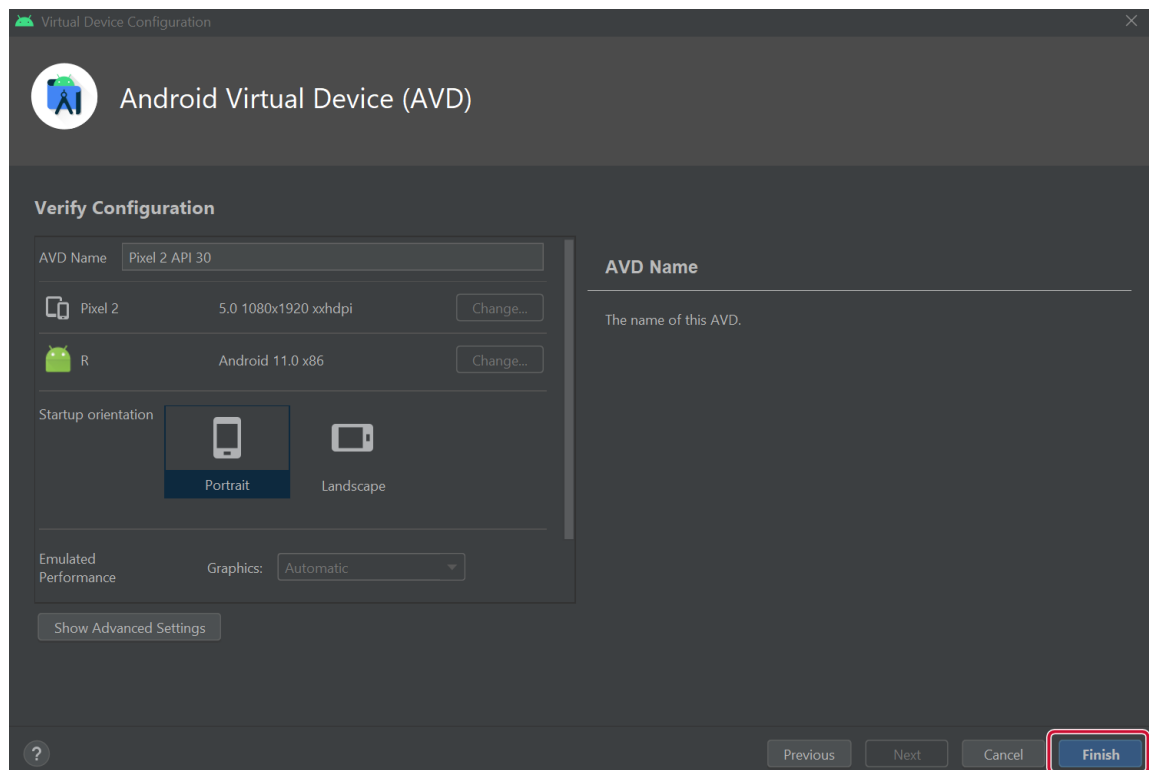 Virtual Device Configuration
Android Virtual Device (AVD)
Verify Configuration
AVD Name Pixel 2 API 30
Pixel 2 5.0 1080x1920 xxhdpi Change...
R Android 11.0 x86 Change...
Startup orientation
Portrait
Landscape
Emulated
Performance
Graphics: Automatic
Show Advanced Settings
AVD Name
The name of this AVD.
?
Previous Next Cancel Finish